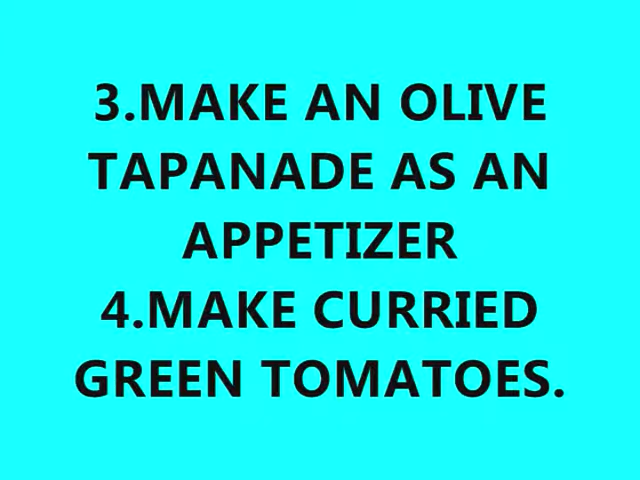 3.MAKE AN OLIVE
TAPANADE AS AN
APPETIZER
4.MAKE CURRIED
GREEN TOMATOES.